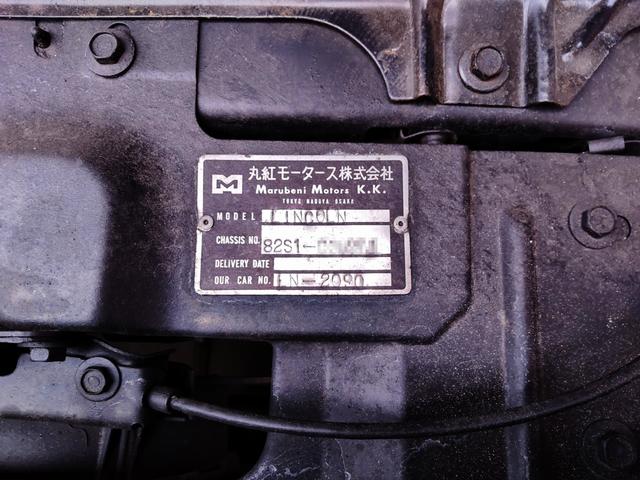 丸紅モータース株式会社
M Marubeni Motors K.K.
TOKYO NAGOYA OSAKA
MODEL LINCOLN
CHASSIS NO. 82S1-
DELIVERY DATE
OUR CAR NO. LN-2090